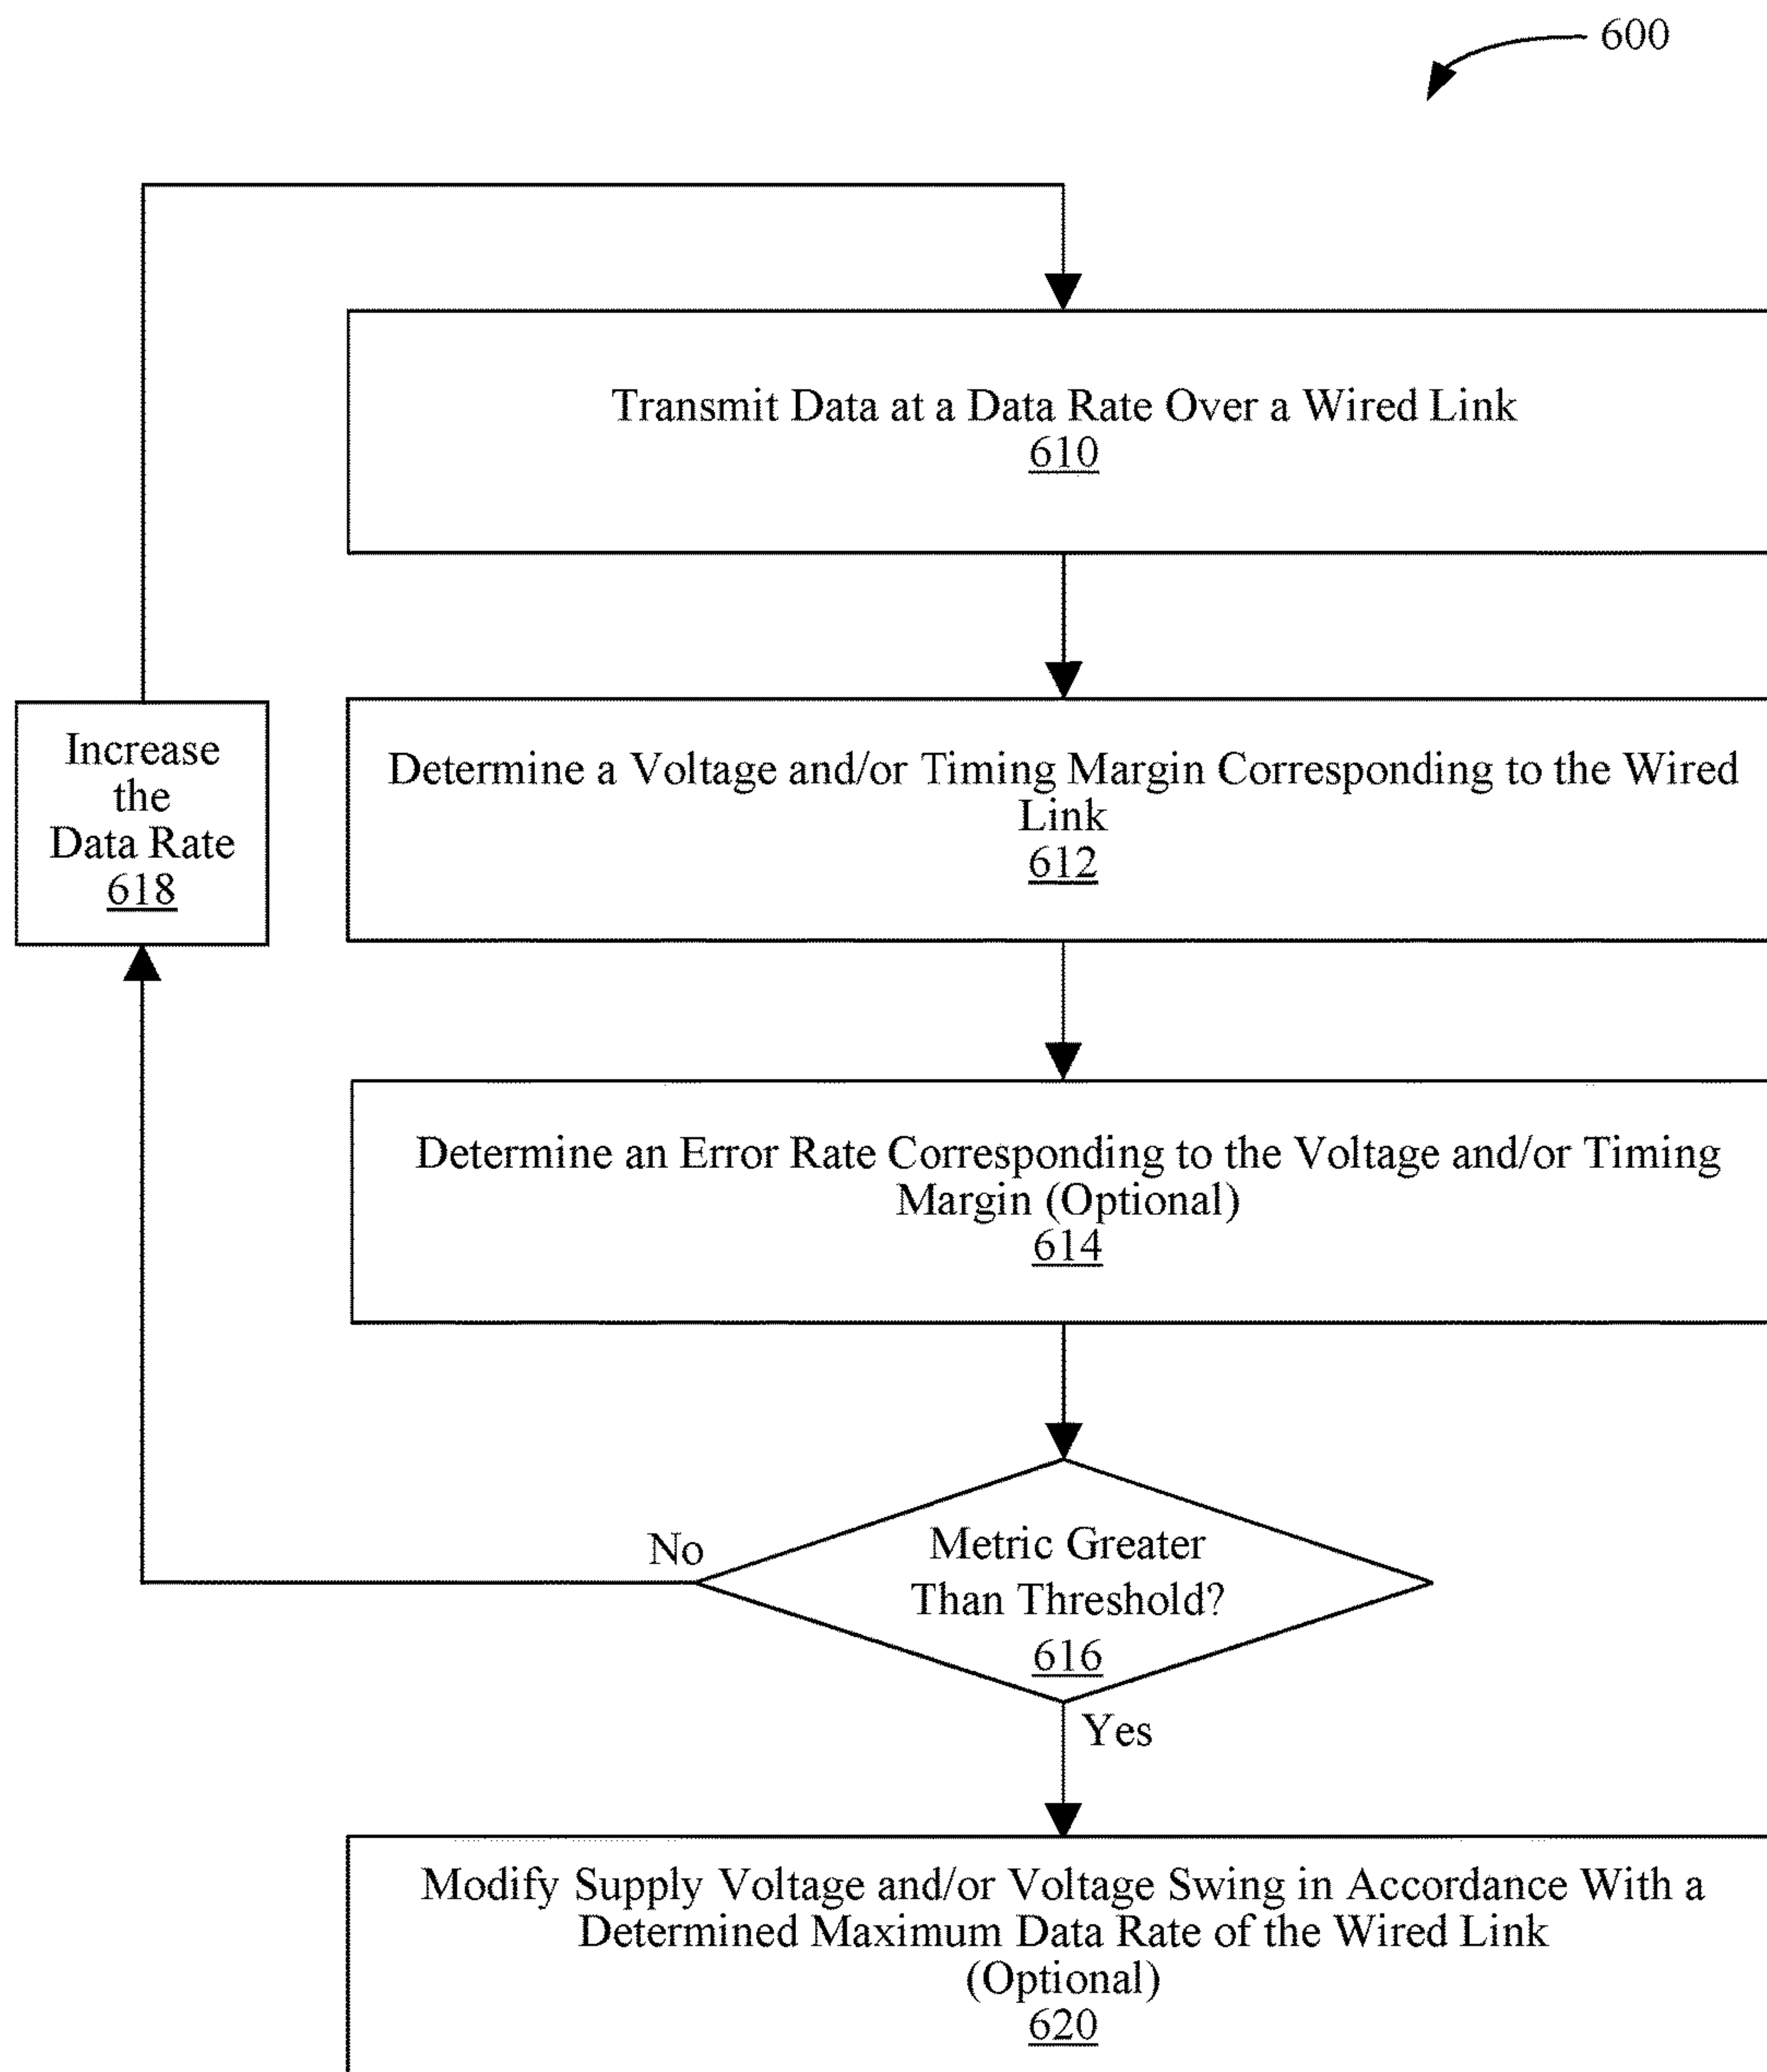 600
Transmit Data at a Data Rate Over a Wired Link
610
Increase
the
Data Rate
618
Determine a Voltage and/or Timing Margin Corresponding to the Wired
Link
612
Determine an Error Rate Corresponding to the Voltage and/or Timing
Margin (Optional)
614
No
Metric Greater
Than Threshold?
616
Yes
Modify Supply Voltage and/or Voltage Swing in Accordance With a
Determined Maximum Data Rate of the Wired Link
(Optional)
620